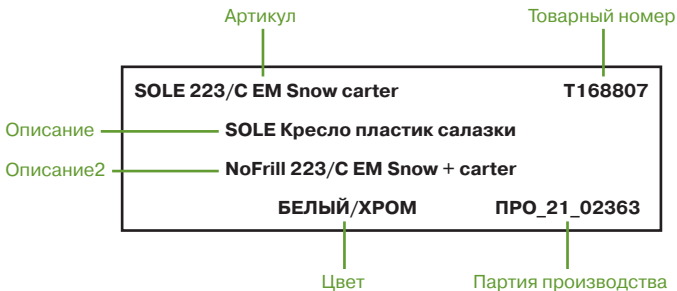 Артикул Товарный номер
SOLE 223/C EM Snow carter T168807
Описание SOLE Кресло пластик салазки
Описание2 NoFrill 223/C EM Snow + carter
БЕЛЫЙ/ХРОМ ПРО_21_02363
Цвет Партия производства